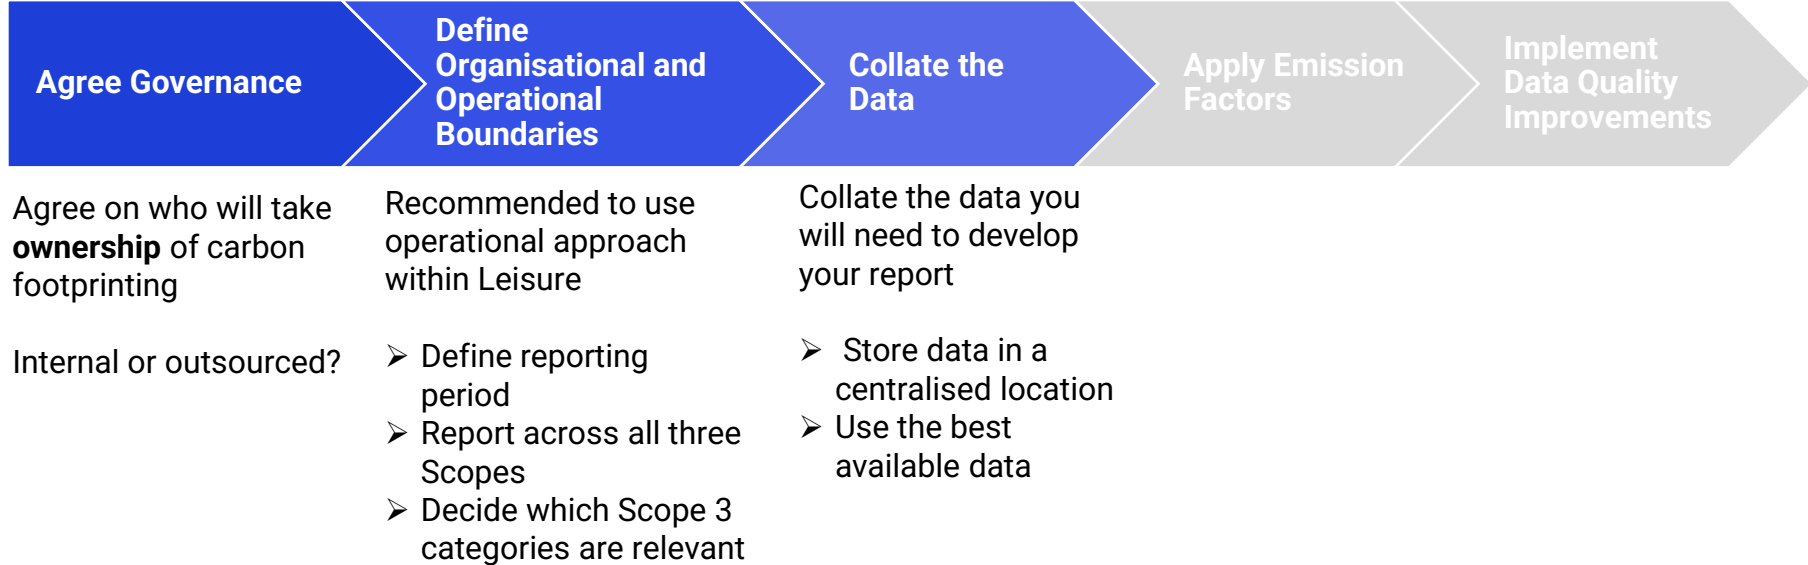 Agree Governance
Define
Organisational and
Operational
Boundaries
Collate the
Data
Apply Emission
Factors
Implement
Data Quality
Improvements
Agree on who will take
ownership of carbon
footprinting
Internal or outsourced?
Recommended to use
operational approach
within Leisure
➢ Define reporting
period
➢ Report across all three
Scopes
➢ Decide which Scope 3
categories are relevant
Collate the data you
will need to develop
your report
➢ Store data in a
centralised location
➢ Use the best
available data